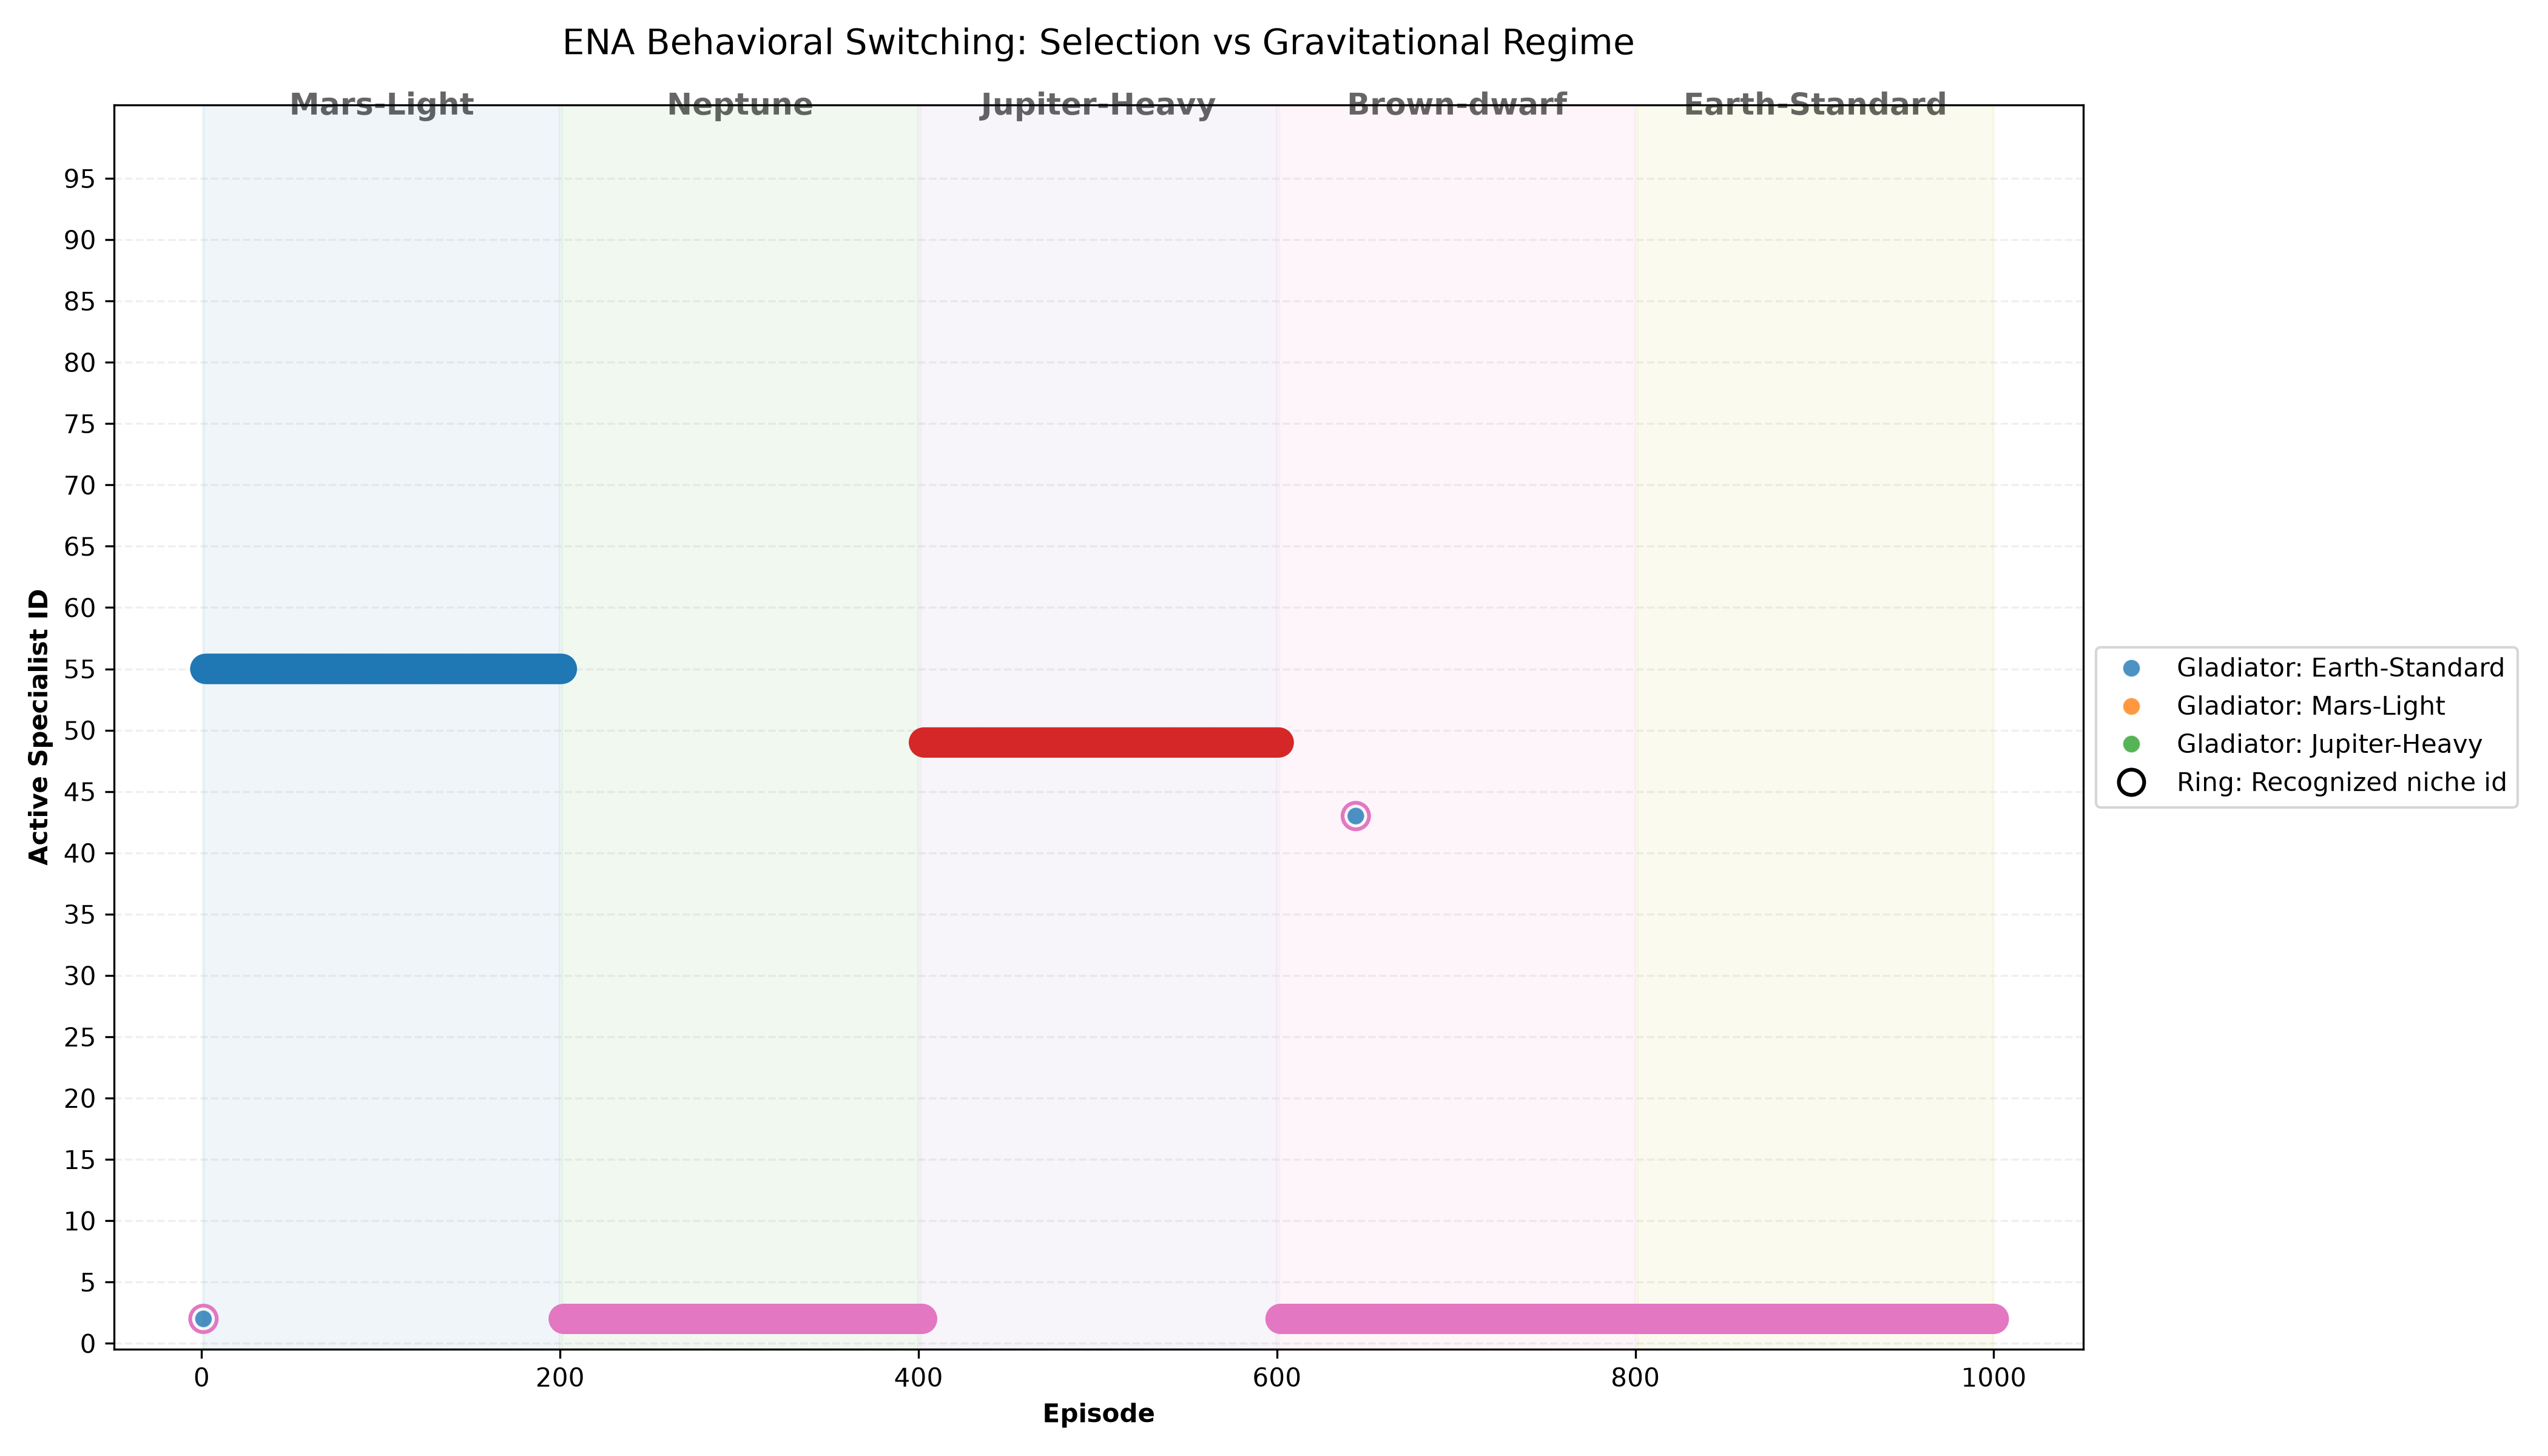 ENA Behavioral Switching: Selection vs Gravitational Regime
Mars-Light
Neptune
Jupiter-Heavy
Brown-dwarf
Earth-Standard
Active Specialist ID
95
90
85
80
75
70
65
60
55
50
45
40
35
30
25
20
15
10
5
0
0
200
400
600
800
1000
Episode
Gladiator: Earth-Standard
Gladiator: Mars-Light
Gladiator: Jupiter-Heavy
Ring: Recognized niche id